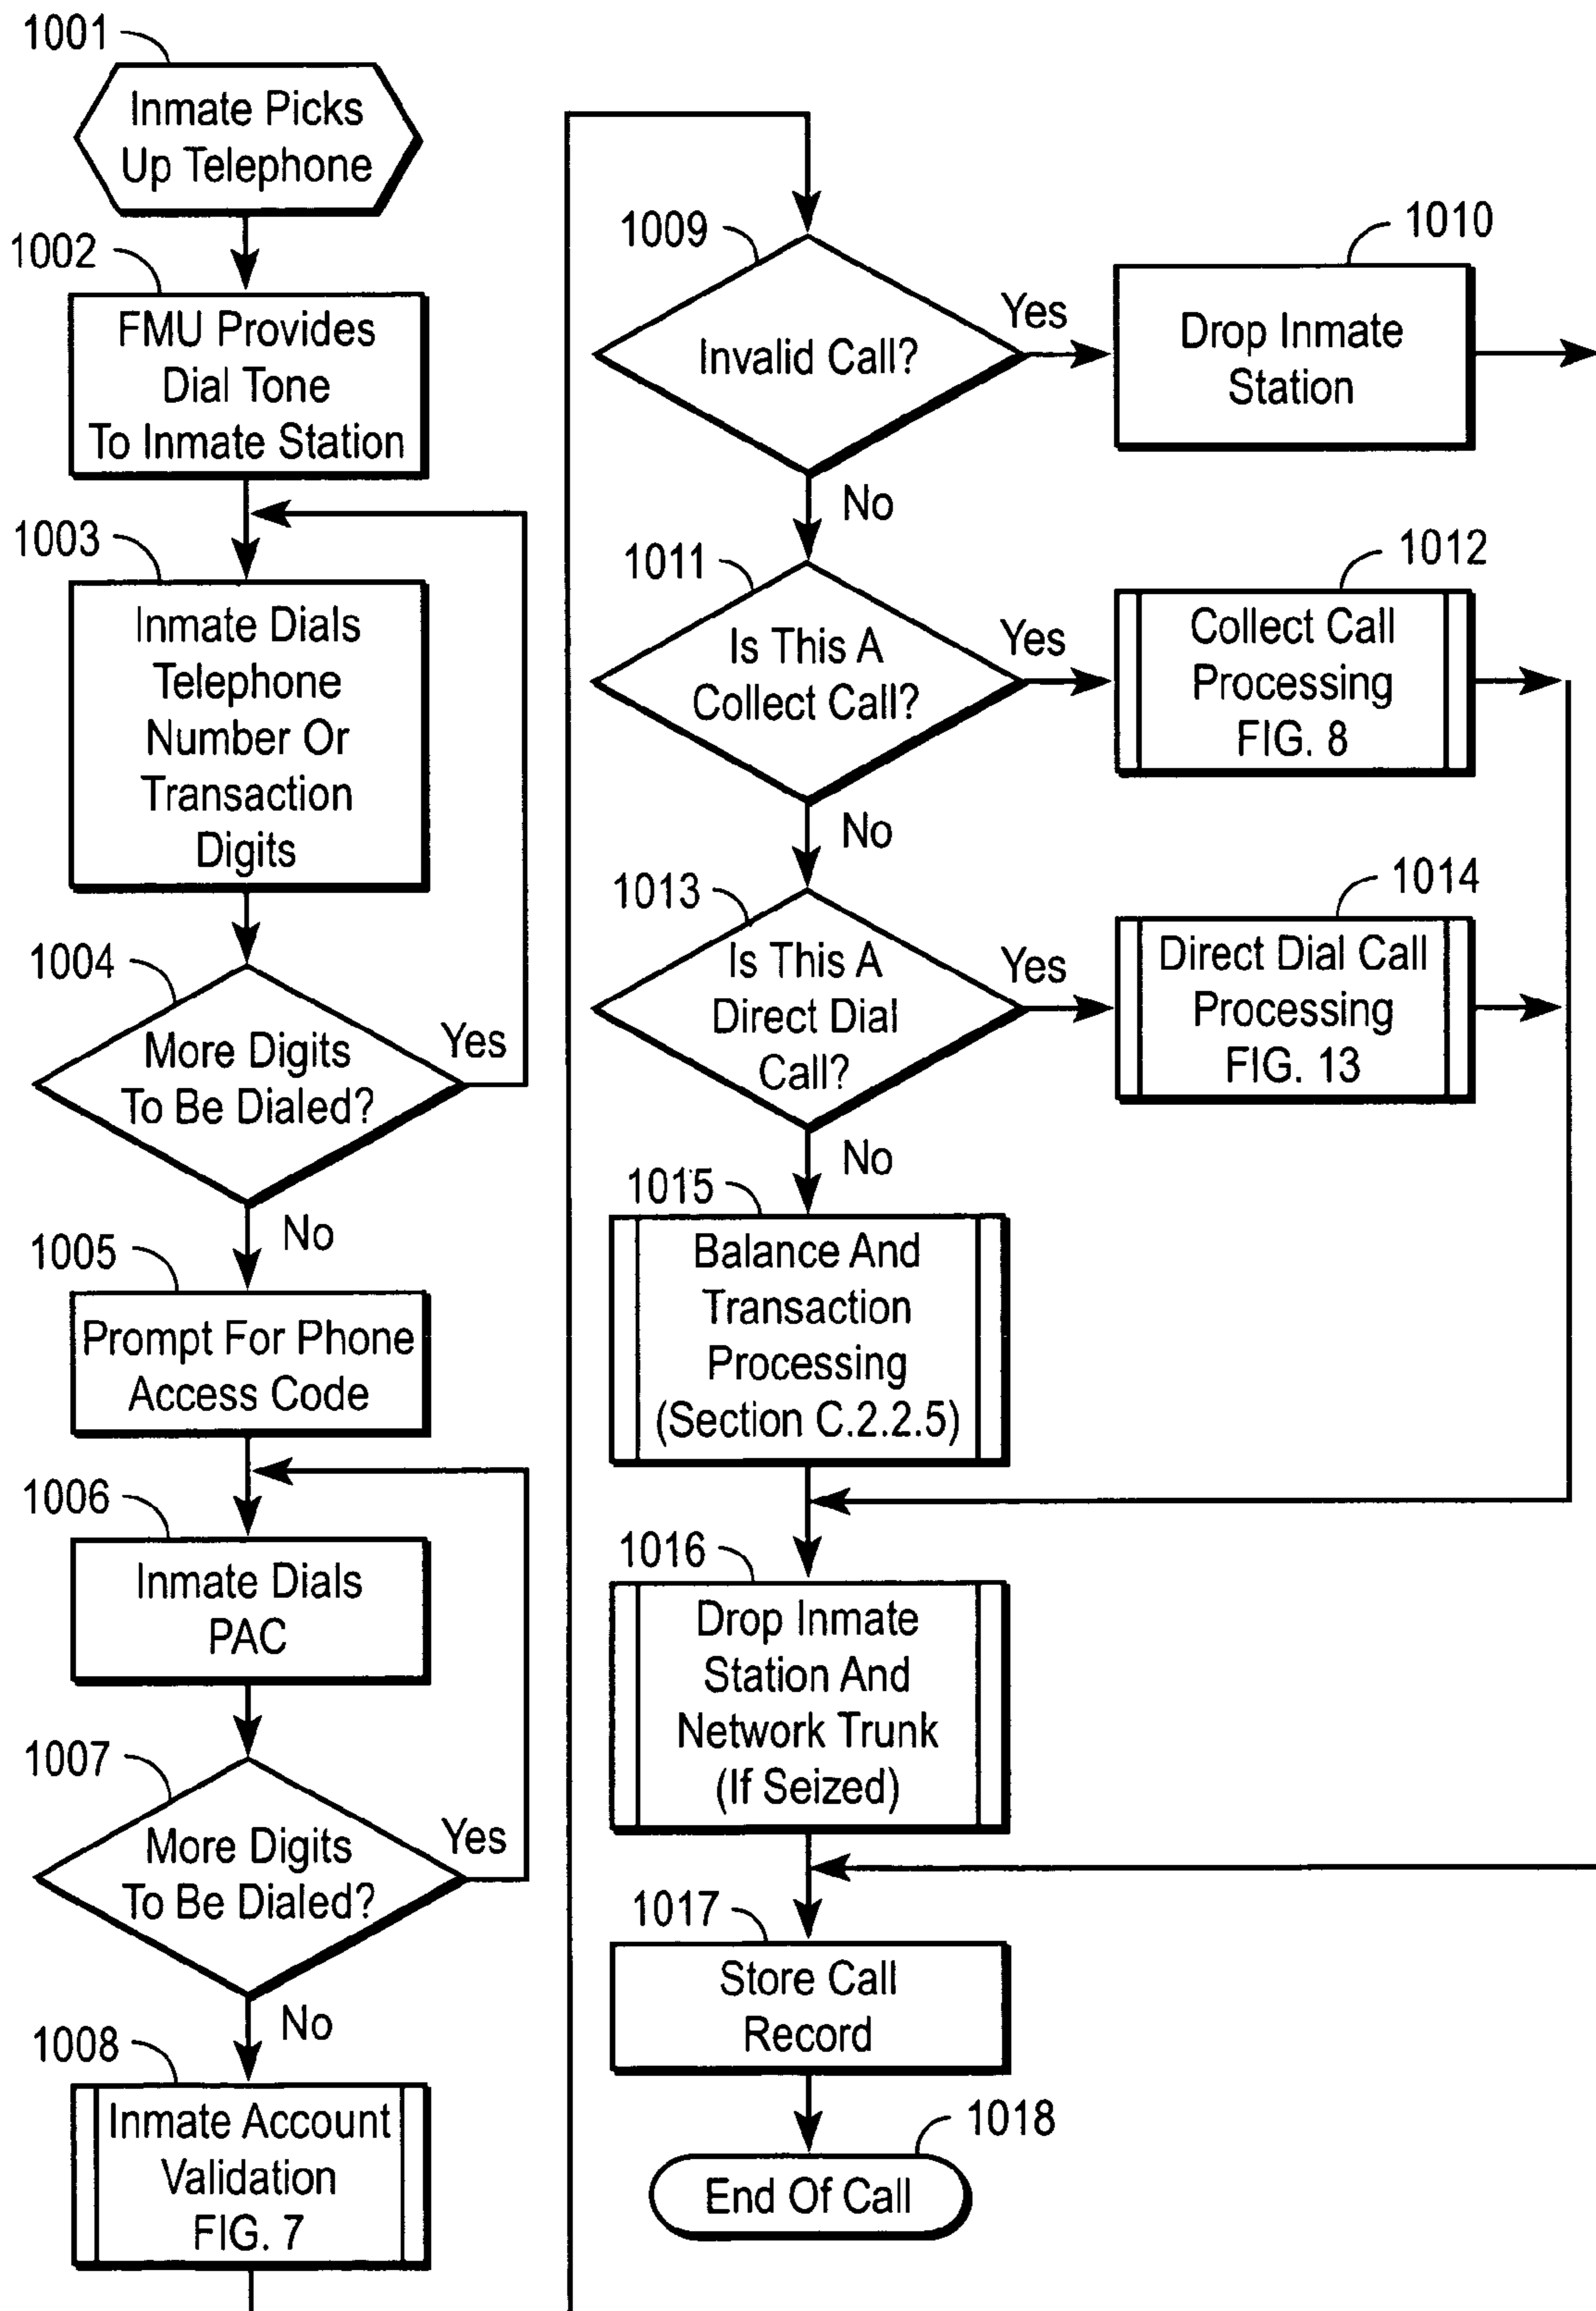 1001
Inmate Picks
Up Telephone
1002
FMU Provides
Dial Tone
To Inmate Station
1003
Inmate Dials
Telephone
Number Or
Transaction
Digits
1004
More Digits
To Be Dialed?
Yes
No
1005
Prompt For Phone
Access Code
1006
Inmate Dials
PAC
1007
More Digits
To Be Dialed?
Yes
No
1008
Inmate Account
Validation
FIG. 7
1009
Invalid Call?
Yes
No
1010
Drop Inmate
Station
1011
Is This A
Collect Call?
Yes
No
1012
Collect Call
Processing
FIG. 8
1013
Is This A
Direct Dial
Call?
Yes
No
1014
Direct Dial Call
Processing
FIG. 13
1015
Balance And
Transaction
Processing
(Section C.2.2.5)
1016
Drop Inmate
Station And
Network Trunk
(If Seized)
1017
Store Call
Record
1018
End Of Call